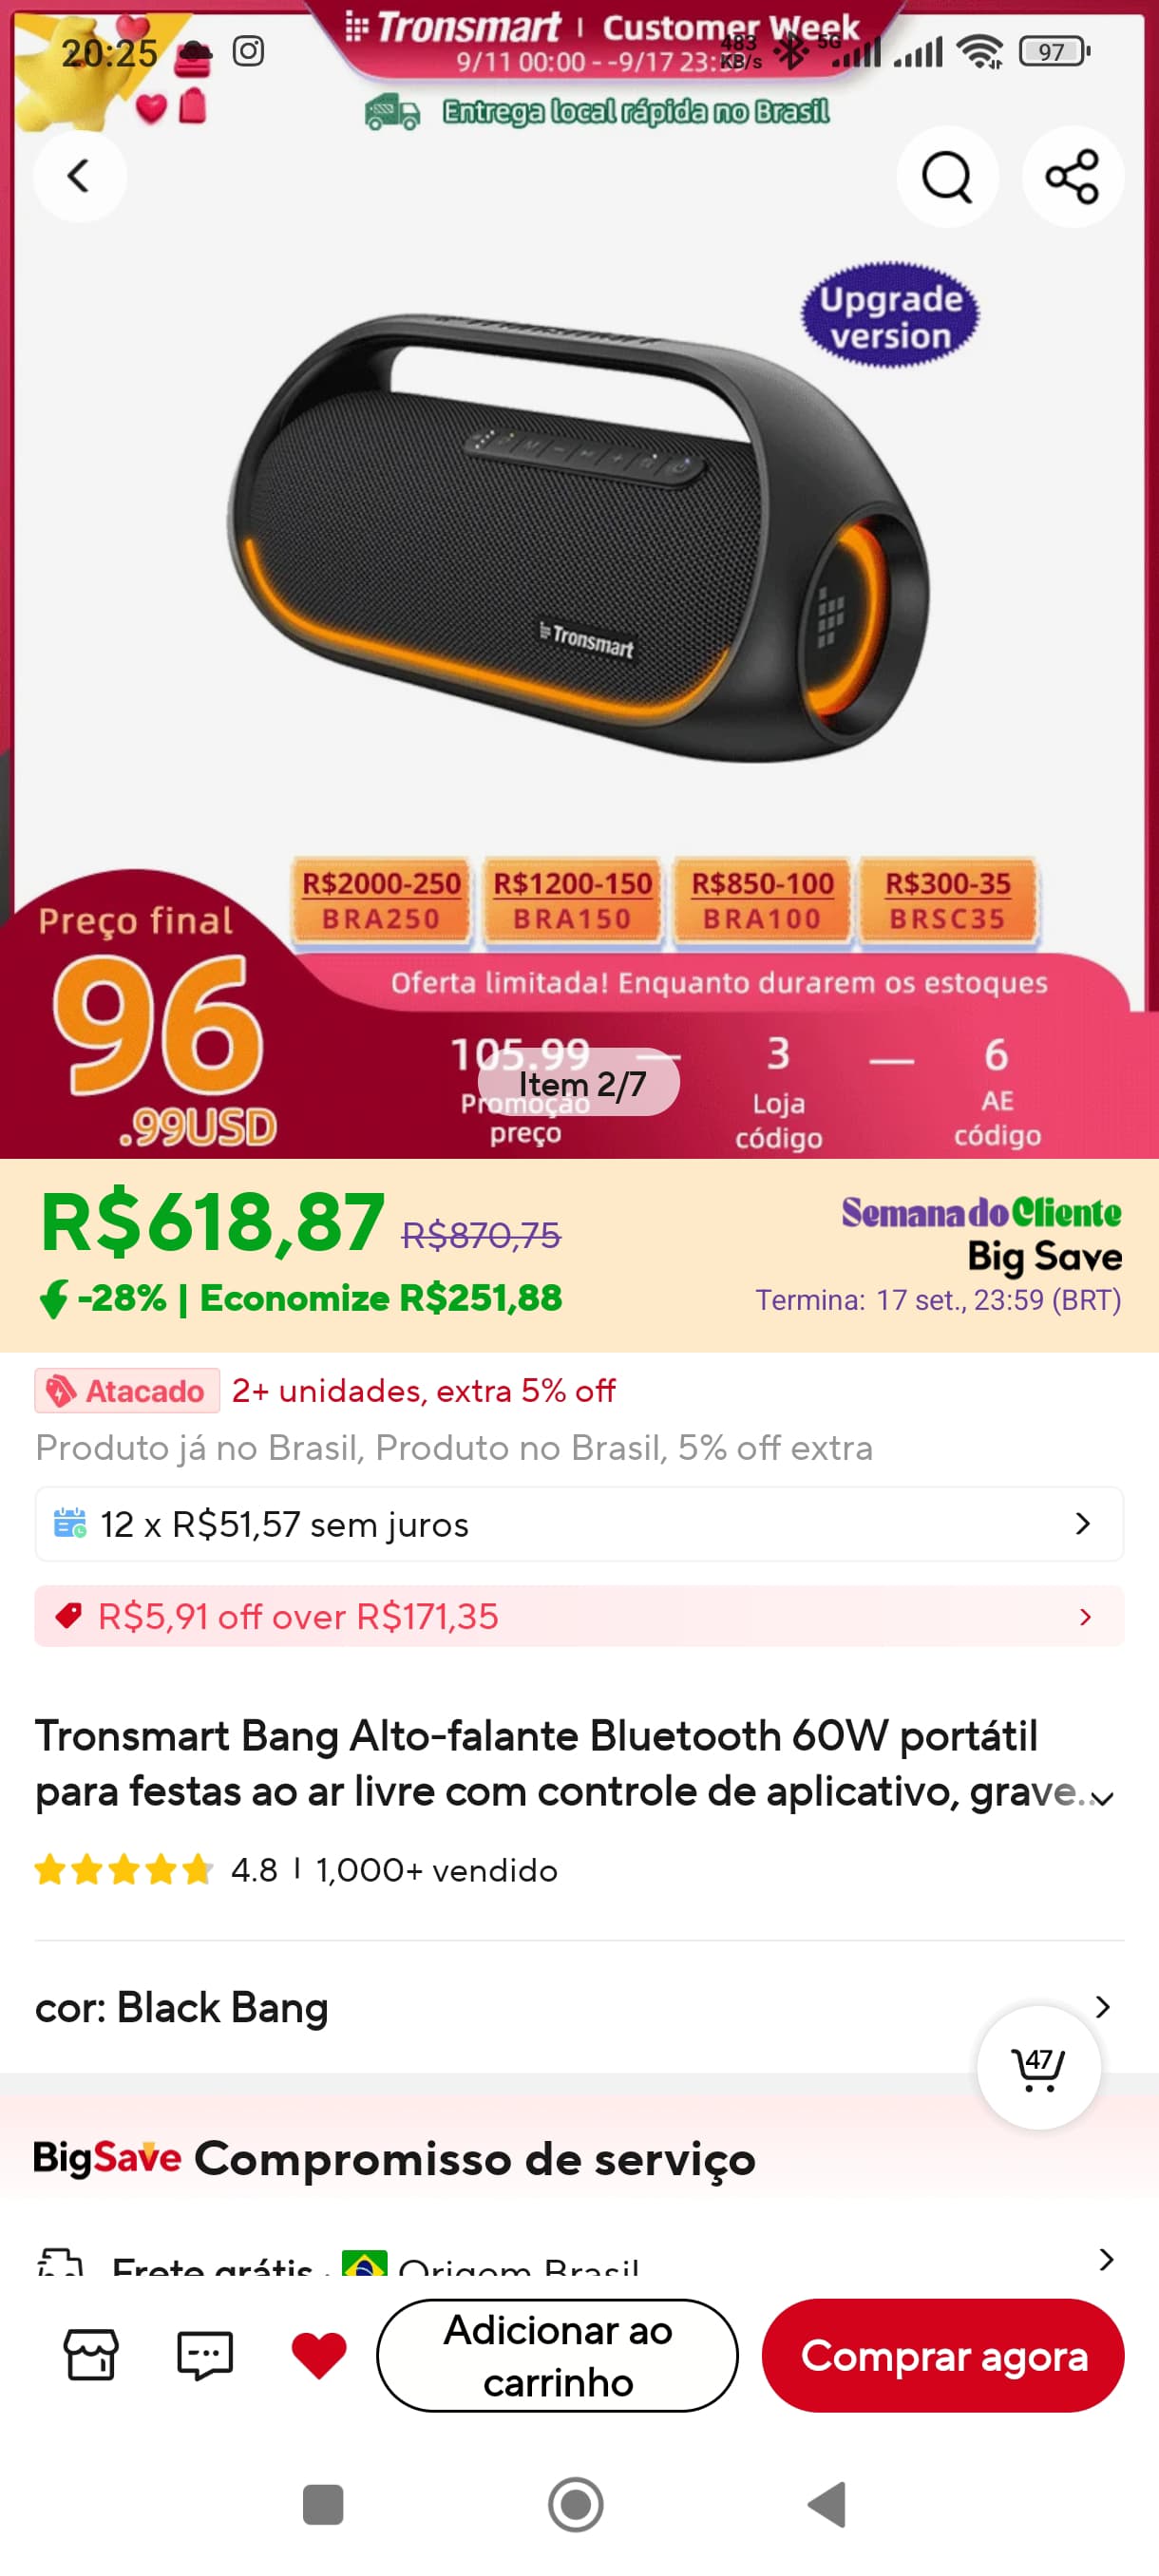 Tronsmart | Customer Week
20:25
5G
97
9/11 00:00 - -9/17 23:
KB/s
Entrega local rápida no Brasil
Upgrade
version
Tronsmart
R$2000-250
BRA250
R$1200-150
BRA150
R$850-100
BRA100
R$300-35
BRSC35
Preço final
96
.99USD
Oferta limitada! Enquanto durarem os estoques
105.99 — 3 — 6
Item 2/7
Promoção
preço
Loja
código
AE
código
R$618,87 R$870,75
-28% | Economize R$251,88
Semana do Cliente
Big Save
Termina: 17 set., 23:59 (BRT)
Atacado 2+ unidades, extra 5% off
Produto já no Brasil, Produto no Brasil, 5% off extra
12 x R$51,57 sem juros
R$5,91 off over R$171,35
Tronsmart Bang Alto-falante Bluetooth 60W portátil
para festas ao ar livre com controle de aplicativo, grave...
4.8 | 1,000+ vendido
cor: Black Bang
47
BigSave Compromisso de serviço
Frete grátis · Origem Brasil
Adicionar ao
carrinho
Comprar agora